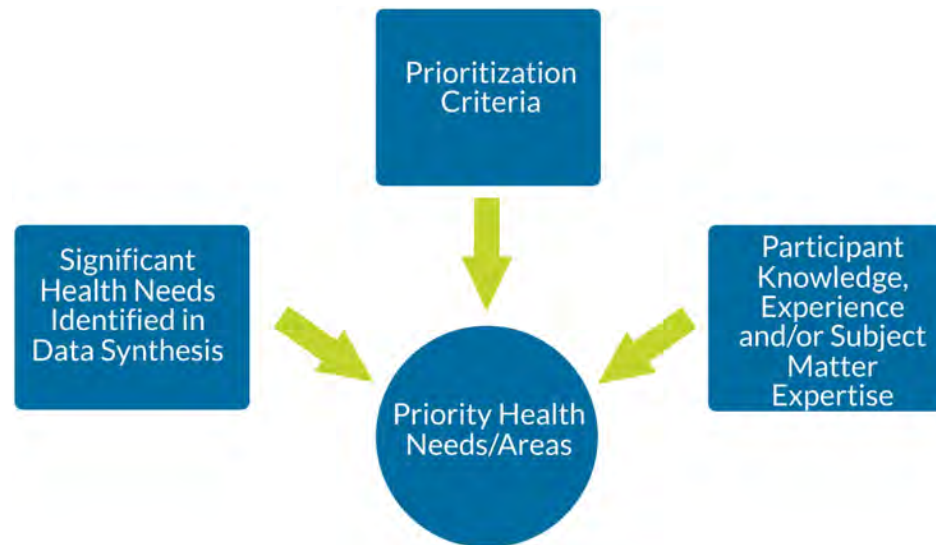 Prioritization
Criteria
Significant
Health Needs
Identified in
Data Synthesis
Participant
Knowledge,
Experience
and/or Subject
Matter
Expertise
Priority Health
Needs/Areas